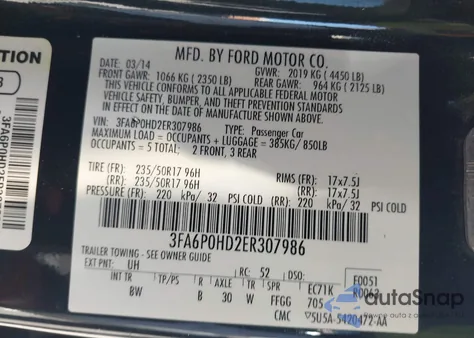 MFD. BY FORD MOTOR CO.
DATE: 03/14
GVWR: 2019 KG ( 4450 LB)
FRONT GAWR: 1066 KG ( 2350 LB)
REAR GAWR: 964 KG ( 2125 LB)
THIS VEHICLE CONFORMS TO ALL APPLICABLE FEDERAL MOTOR
VEHICLE SAFETY, BUMPER, AND THEFT PREVENTION STANDARDS
IN EFFECT ON THE DATE OF MANUFACTURE SHOWN ABOVE.
VIN: 3FA6P0HD2ER307986
TYPE: Passenger Car
MAXIMUM LOAD = OCCUPANTS + LUGGAGE = 385KG/850LB
OCCUPANTS = 5 TOTAL: 2 FRONT, 3 REAR
TIRE (FR): 235/50R17 96H
RIMS (FR): 17x7.5J
(RR): 235/50R17 96H
(RR): 17x7.5J
PRESSURE (FR): 220 kPa/ 32 PSI COLD
(RR): 220 kPa/ 32 PSI COLD
3FA6P0HD2ER307986
TRAILER TOWING - SEE OWNER GUIDE
EXT PNT: UH
RC: 52
DSO:
F0051
R0062
INT TR
TP/PS
R
AXLE
TR
SPR
EC71K
BW
B
30
W
FFGG
705
CMC
5U5A-5420472-AA
autoSnap
3FA6P0HD2ER30